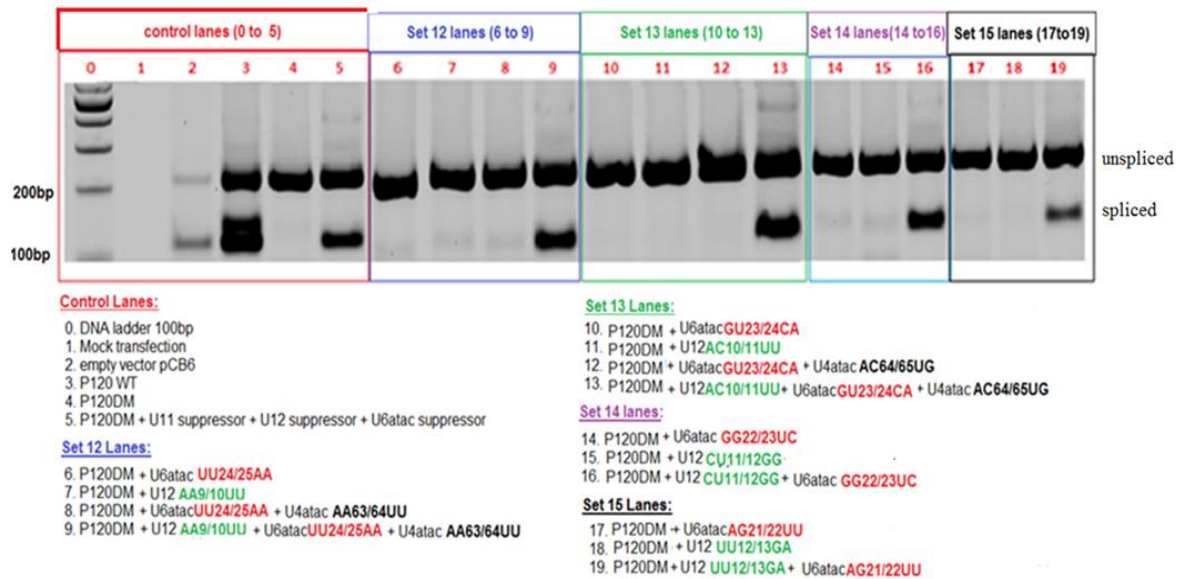 control lanes (0 to 5)
Set 12 lanes (6 to 9)
Set 13 lanes (10 to 13)
Set 14 lanes(14 to16)
Set 15 lanes (17to19)
0 1 2 3 4 5 6 7 8 9 10 11 12 13 14 15 16 17 18 19
unspliced
200bp
spliced
100bp
Control Lanes:
0. DNA ladder 100bp
1. Mock transfection
2. empty vector pCB6
3. P120 WT
4. P120DM
5. P120DM + U11 suppressor + U12 suppressor + U6atac suppressor
Set 12 Lanes:
6. P120DM + U6atac UU24/25AA
7. P120DM + U12 AA9/10UU
8. P120DM + U6atacUU24/25AA + U4atac AA63/64UU
9. P120DM + U12 AA9/10UU + U6atacUU24/25AA + U4atac AA63/64UU
Set 13 Lanes:
10. P120DM + U6atacGU23/24CA
11. P120DM + U12AC10/11UU
12. P120DM + U6atacGU23/24CA + U4atac AC64/65UG
13. P120DM + U12AC10/11UU+ U6atacGU23/24CA + U4atac AC64/65UG
Set 14 lanes:
14. P120DM + U6atac GG22/23UC
15. P120DM + U12 CU11/12GG
16. P120DM + U12 CU11/12GG+ U6atac GG22/23UC
Set 15 Lanes:
17. P120DM + U6atacAG21/22UU
18. P120DM + U12 UU12/13GA
19. P120DM + U12 UU12/13GA+ U6atacAG21/22UU